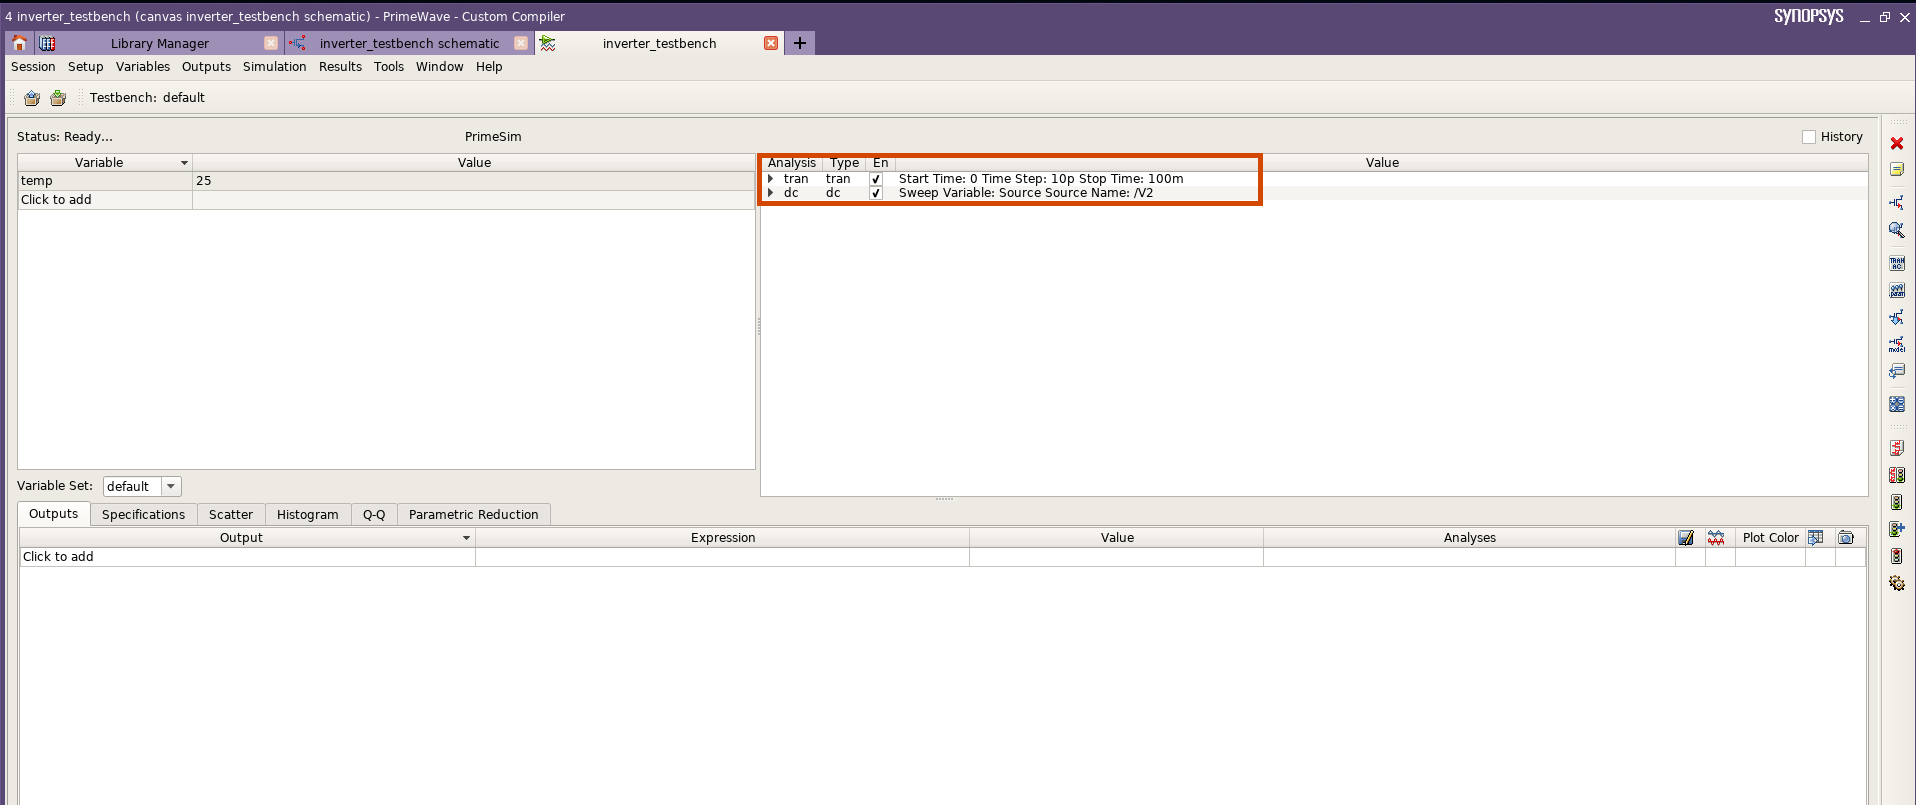 4 inverter_testbench (canvas inverter_testbench schematic) - PrimeWave - Custom Compiler
SYNOPSYS
Library Manager
inverter_testbench schematic
inverter_testbench
Session Setup Variables Outputs Simulation Results Tools Window Help
Testbench: default
Status: Ready...
PrimeSim
History
Variable Value
temp 25
Click to add
Analysis Type En Value
tran tran Start Time: 0 Time Step: 10p Stop Time: 100m
dc dc Sweep Variable: Source Source Name: /V2
TRAN
AC:
param
model
Variable Set: default
Outputs Specifications Scatter Histogram Q-Q Parametric Reduction
Output Expression Value Analyses Plot Color
Click to add